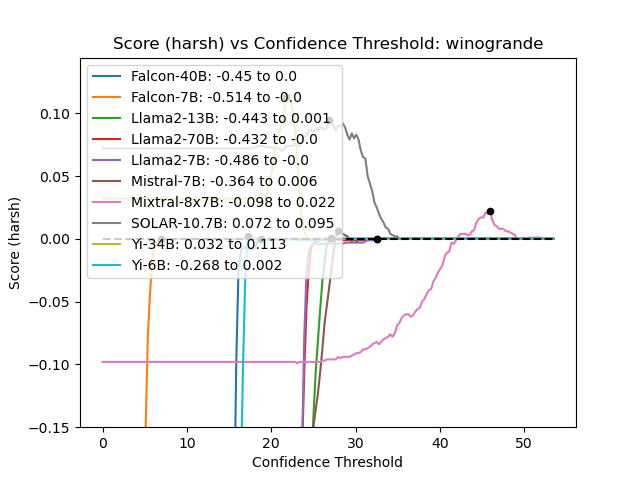 Score (harsh) vs Confidence Threshold: winogrande
Score (harsh)
0.10
0.05
0.00
−0.05
−0.10
−0.15
Falcon-40B: -0.45 to 0.0
Falcon-7B: -0.514 to -0.0
Llama2-13B: -0.443 to 0.001
Llama2-70B: -0.432 to -0.0
Llama2-7B: -0.486 to -0.0
Mistral-7B: -0.364 to 0.006
Mistral-8x7B: -0.098 to 0.022
SOLAR-10.7B: 0.072 to 0.095
Yi-34B: 0.032 to 0.113
Yi-6B: -0.268 to 0.002
0 10 20 30 40 50
Confidence Threshold